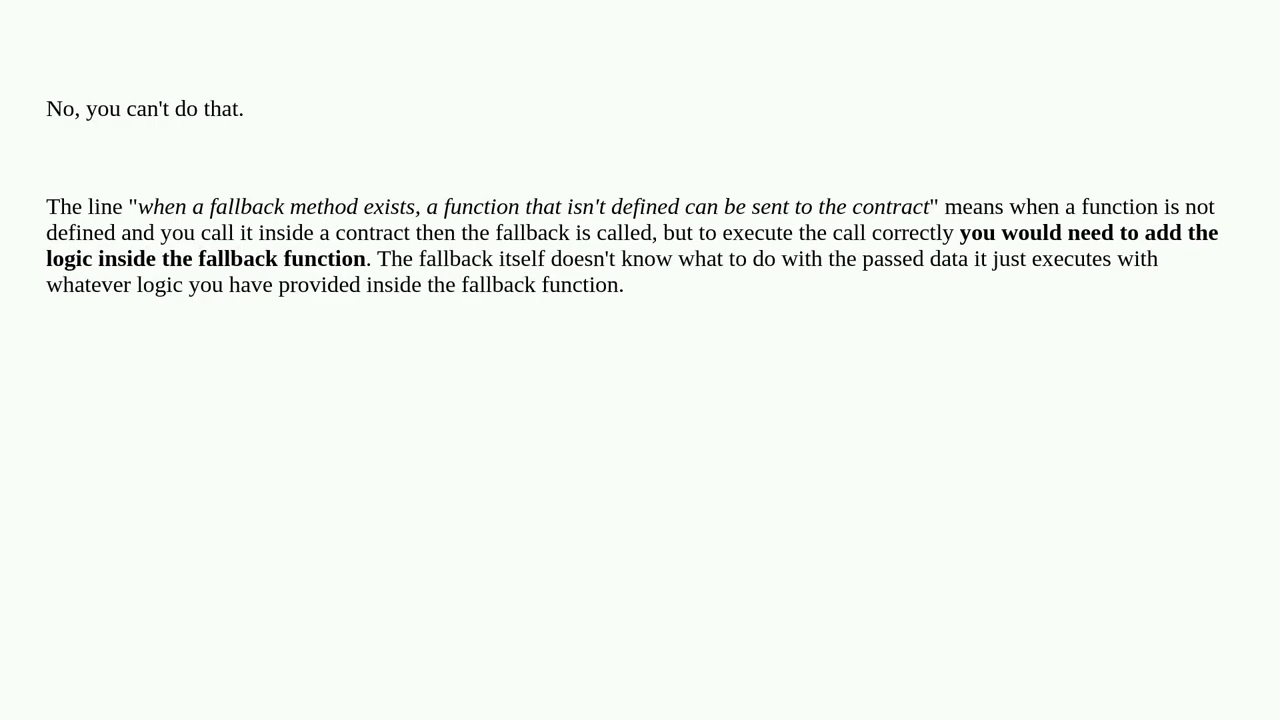 No, you can't do that.
The line "when a fallback method exists, a function that isn't defined can be sent to the contract" means when a function is not
defined and you call it inside a contract then the fallback is called, but to execute the call correctly you would need to add the
logic inside the fallback function. The fallback itself doesn't know what to do with the passed data it just executes with
whatever logic you have provided inside the fallback function.